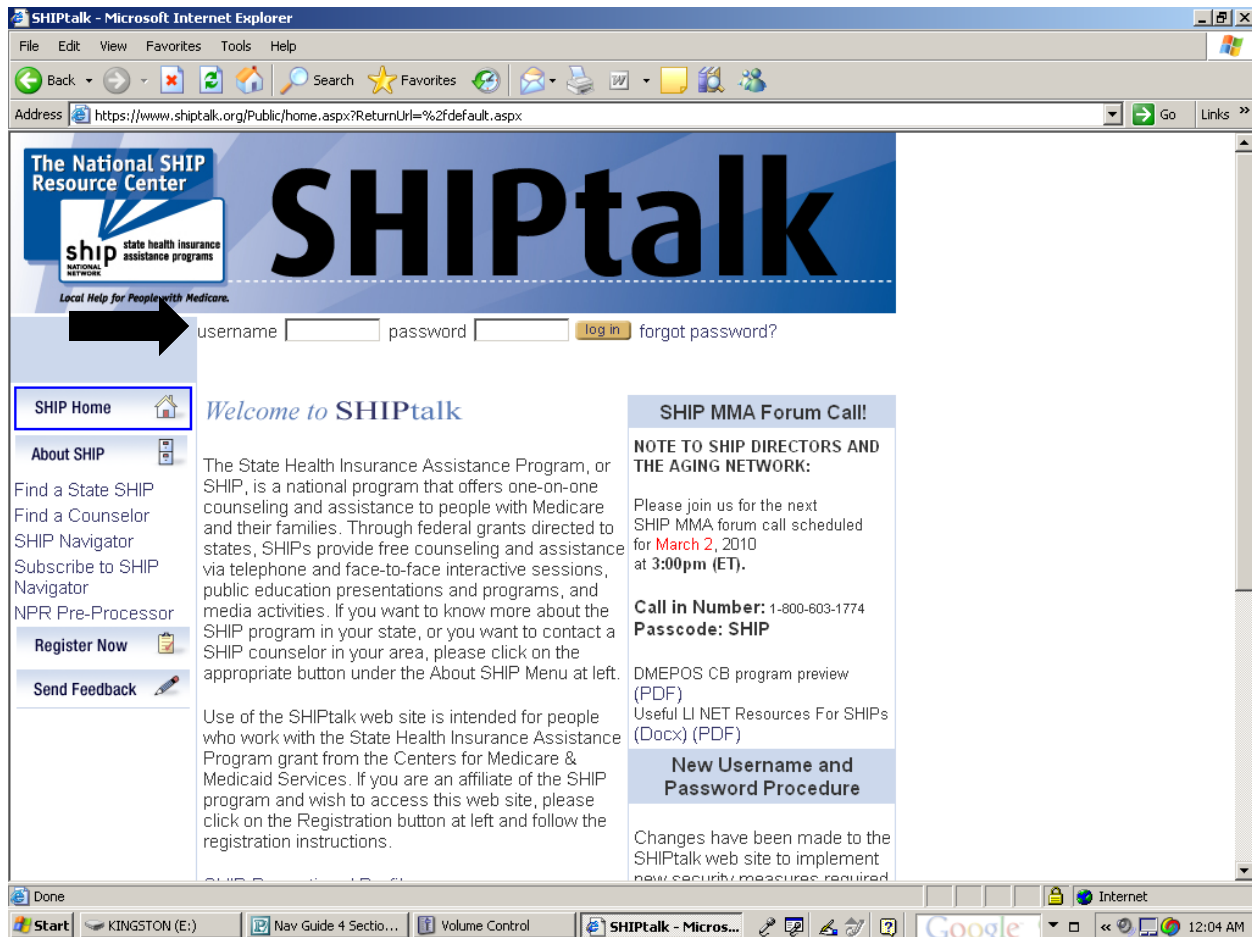 SHIPtalk - Microsoft Internet Explorer
File Edit View Favorites Tools Help
Back Search Favorites
Address https://www.shiptalk.org/Public/home.aspx?ReturnUrl=%2fdefault.aspx Go Links »
The National SHIP
Resource Center
ship state health insurance
assistance programs
NATIONAL
NETWORK
Local Help for People with Medicare.
SHIPtalk
username password log in forgot password?
SHIP Home
About SHIP
Find a State SHIP
Find a Counselor
SHIP Navigator
Subscribe to SHIP
Navigator
NPR Pre-Processor
Register Now
Send Feedback
Welcome to SHIPtalk
The State Health Insurance Assistance Program, or
SHIP, is a national program that offers one-on-one
counseling and assistance to people with Medicare
and their families. Through federal grants directed to
states, SHIPs provide free counseling and assistance
via telephone and face-to-face interactive sessions,
public education presentations and programs, and
media activities. If you want to know more about the
SHIP program in your state, or you want to contact a
SHIP counselor in your area, please click on the
appropriate button under the About SHIP Menu at left.
Use of the SHIPtalk web site is intended for people
who work with the State Health Insurance Assistance
Program grant from the Centers for Medicare &
Medicaid Services. If you are an affiliate of the SHIP
program and wish to access this web site, please
click on the Registration button at left and follow the
registration instructions.
SHIP MMA Forum Call!
NOTE TO SHIP DIRECTORS AND
THE AGING NETWORK:
Please join us for the next
SHIP MMA forum call scheduled
for March 2, 2010
at 3:00pm (ET).
Call in Number: 1-800-603-1774
Passcode: SHIP
DMEPOS CB program preview
(PDF)
Useful LI NET Resources For SHIPs
(Docx) (PDF)
New Username and
Password Procedure
Changes have been made to the
SHIPtalk web site to implement
new security measures required
Done Internet
Start KINGSTON (E:) Nav Guide 4 Sectio... Volume Control SHIPtalk - Micros... Google « 12:04 AM